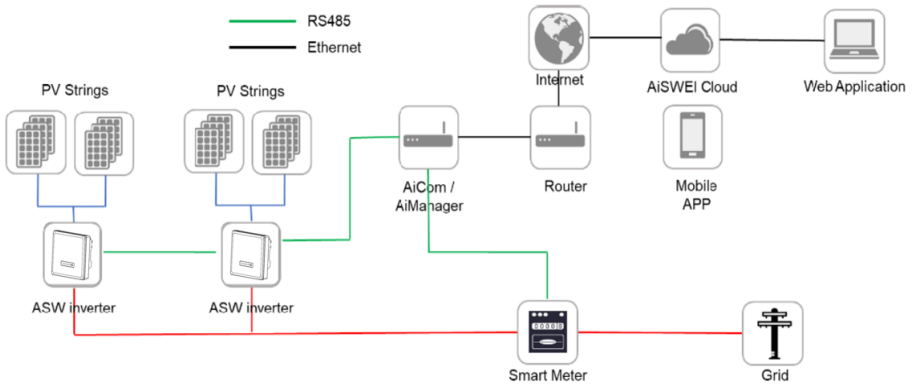 RS485
Ethernet
Internet
AiSWEI Cloud
Web Application
PV Strings
PV Strings
AiCom /
AiManager
Router
Mobile
APP
ASW inverter
ASW inverter
Smart Meter
Grid